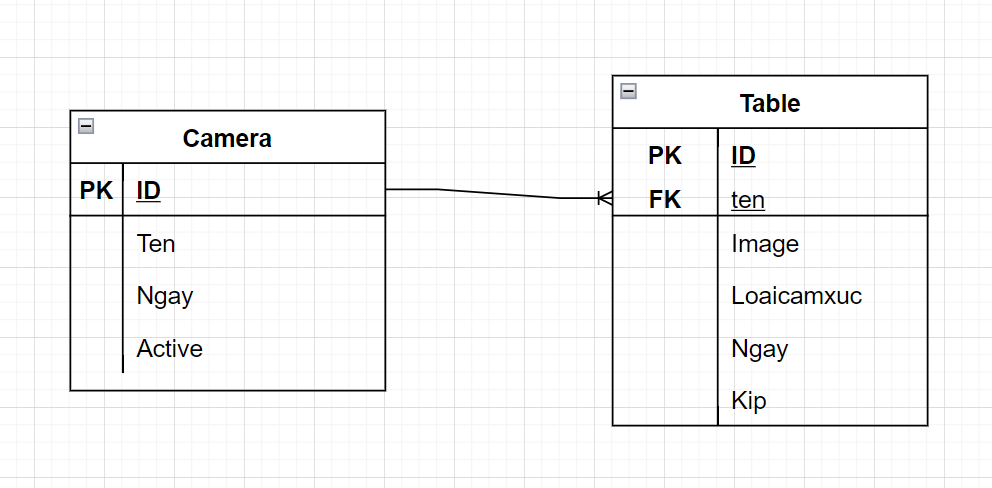 Camera
PK ID
Ten
Ngay
Active
Table
PK ID
FK ten
Image
Loaicamxuc
Ngay
Kip